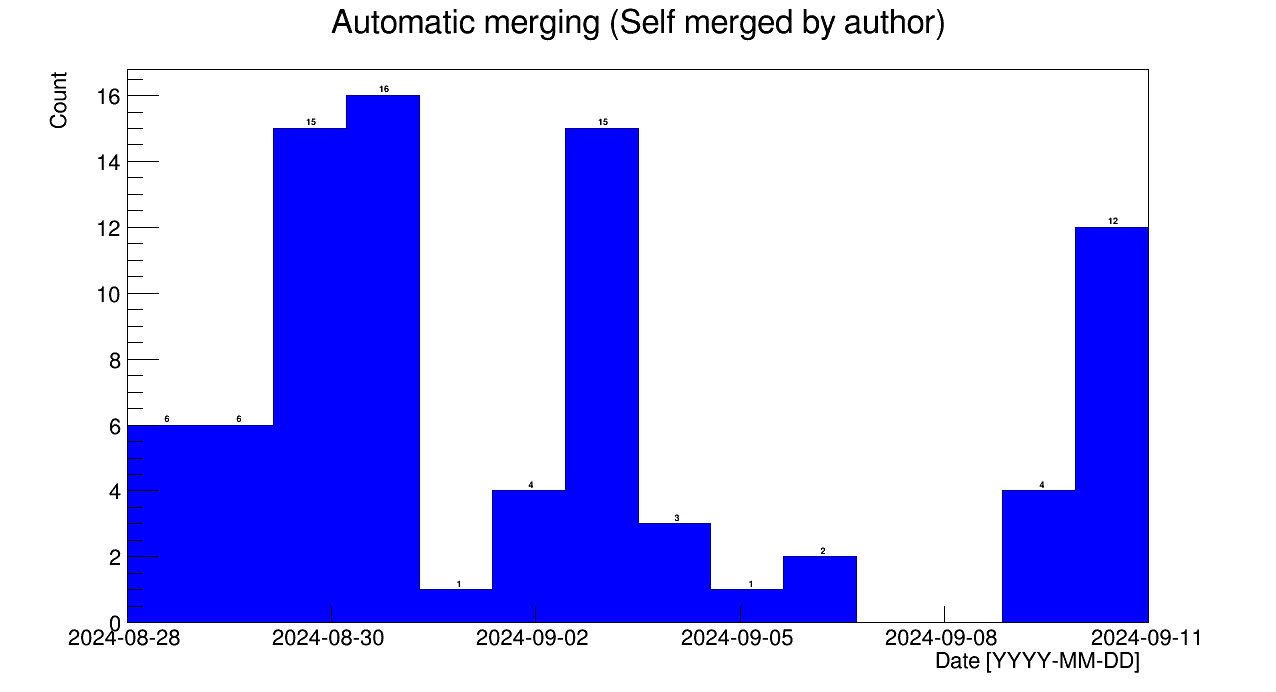 Automatic merging (Self merged by author)
Count
16
14
12
10
8
6
4
2
0
6 6 15 16 1 4 15 3 1 2 4 12
2024-08-28 2024-08-30 2024-09-02 2024-09-05 2024-09-08 2024-09-11
Date [YYYY-MM-DD]